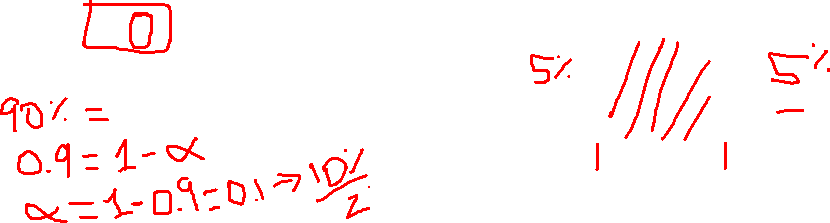 0
5% 5%
90% =
0.9 = 1 - α
α = 1 - 0.9 = 0.1 → 10%/2